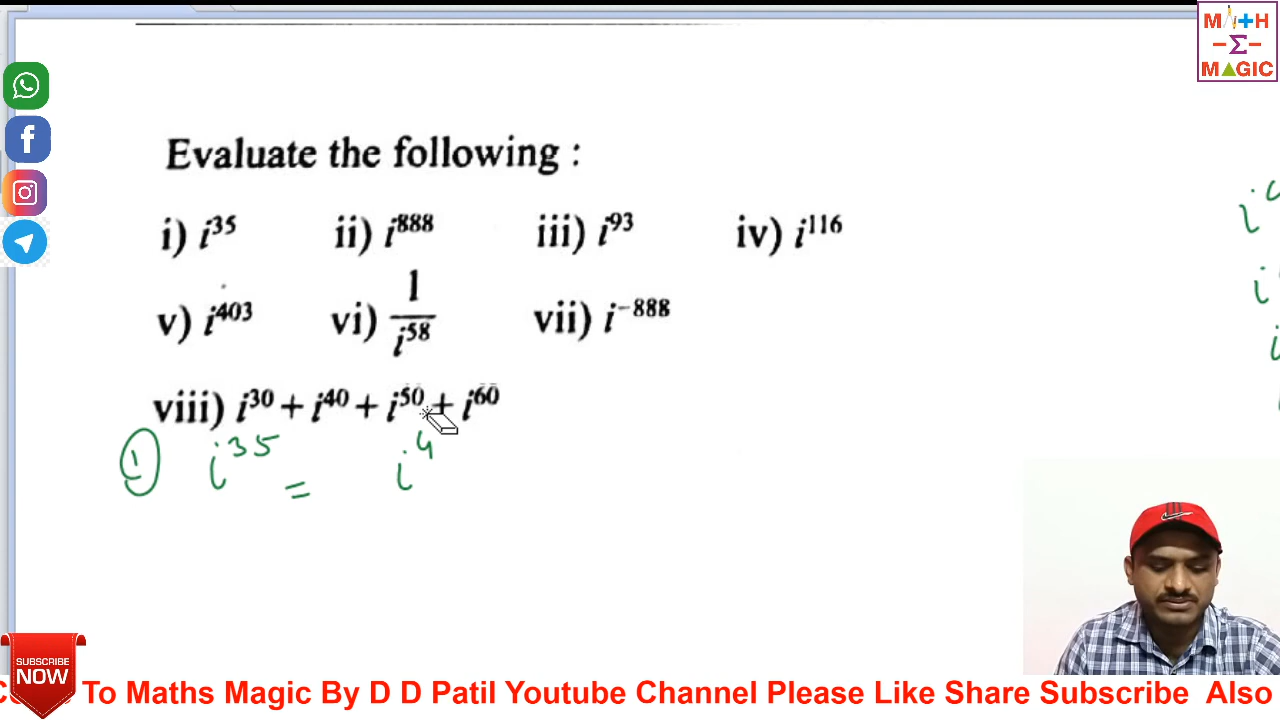 MATH
–Σ–
MAGIC
Evaluate the following :
i) i³⁵ ii) i⁸⁸⁸ iii) i⁹³ iv) i¹¹⁶
v) i⁴⁰³ vi) 1/i⁵⁸ vii) i⁻⁸⁸⁸
viii) i³⁰ + i⁴⁰ + i⁵⁰ + i⁶⁰
① i³⁵ = i⁴
SUBSCRIBE
NOW
To Maths Magic By D D Patil Youtube Channel Please Like Share Subscribe Also